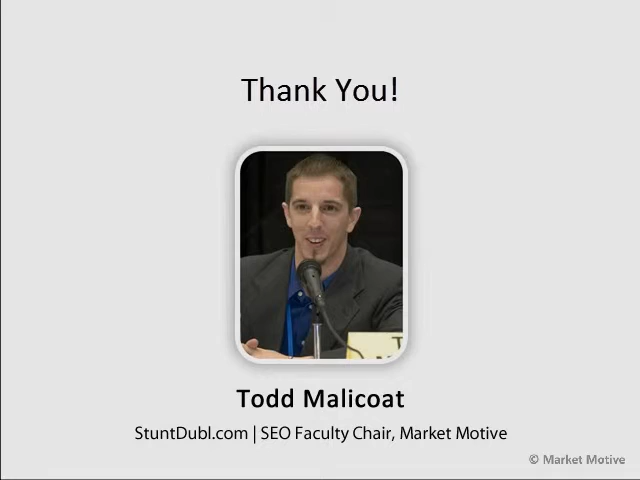 Thank You!
T
Todd Malicoat
StuntDubl.com | SEO Faculty Chair, Market Motive
© Market Motive